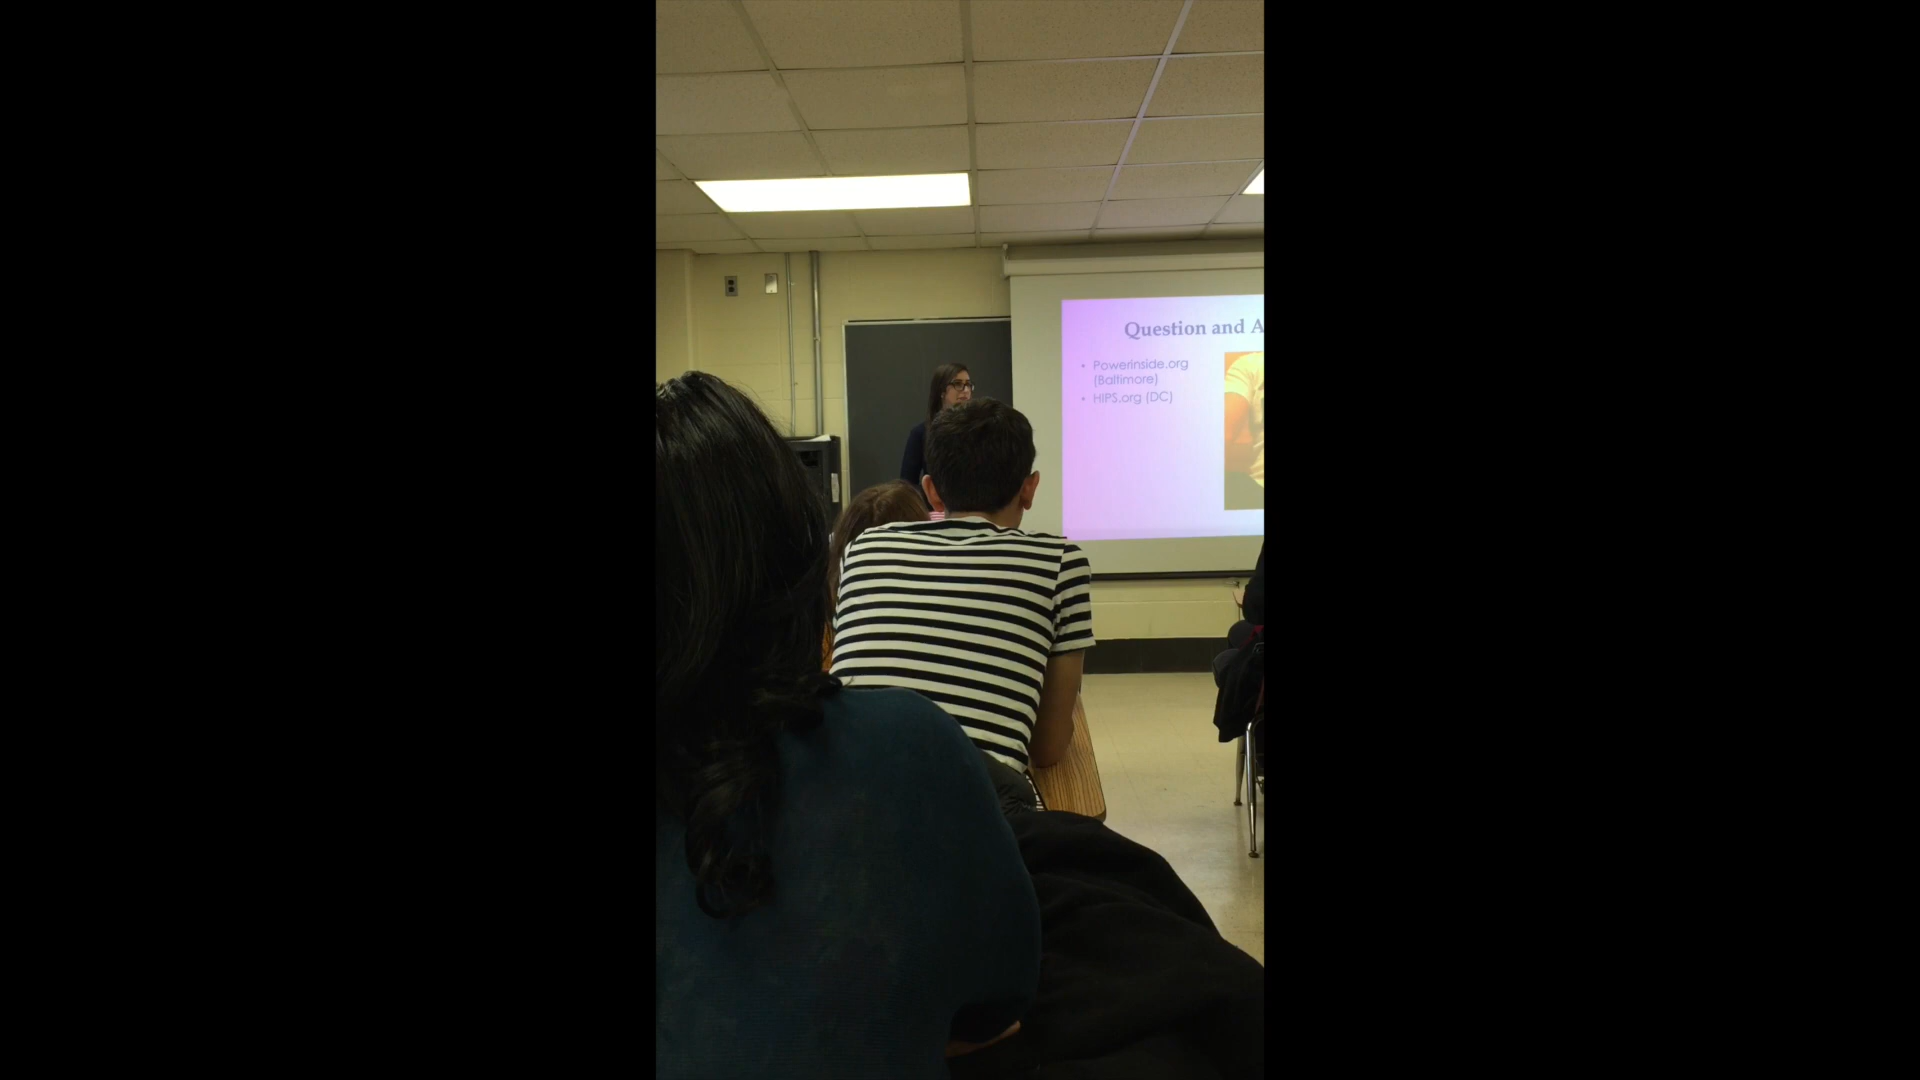 Question and A
• Powerinside.org
(Baltimore)
• HIPS.org (DC)